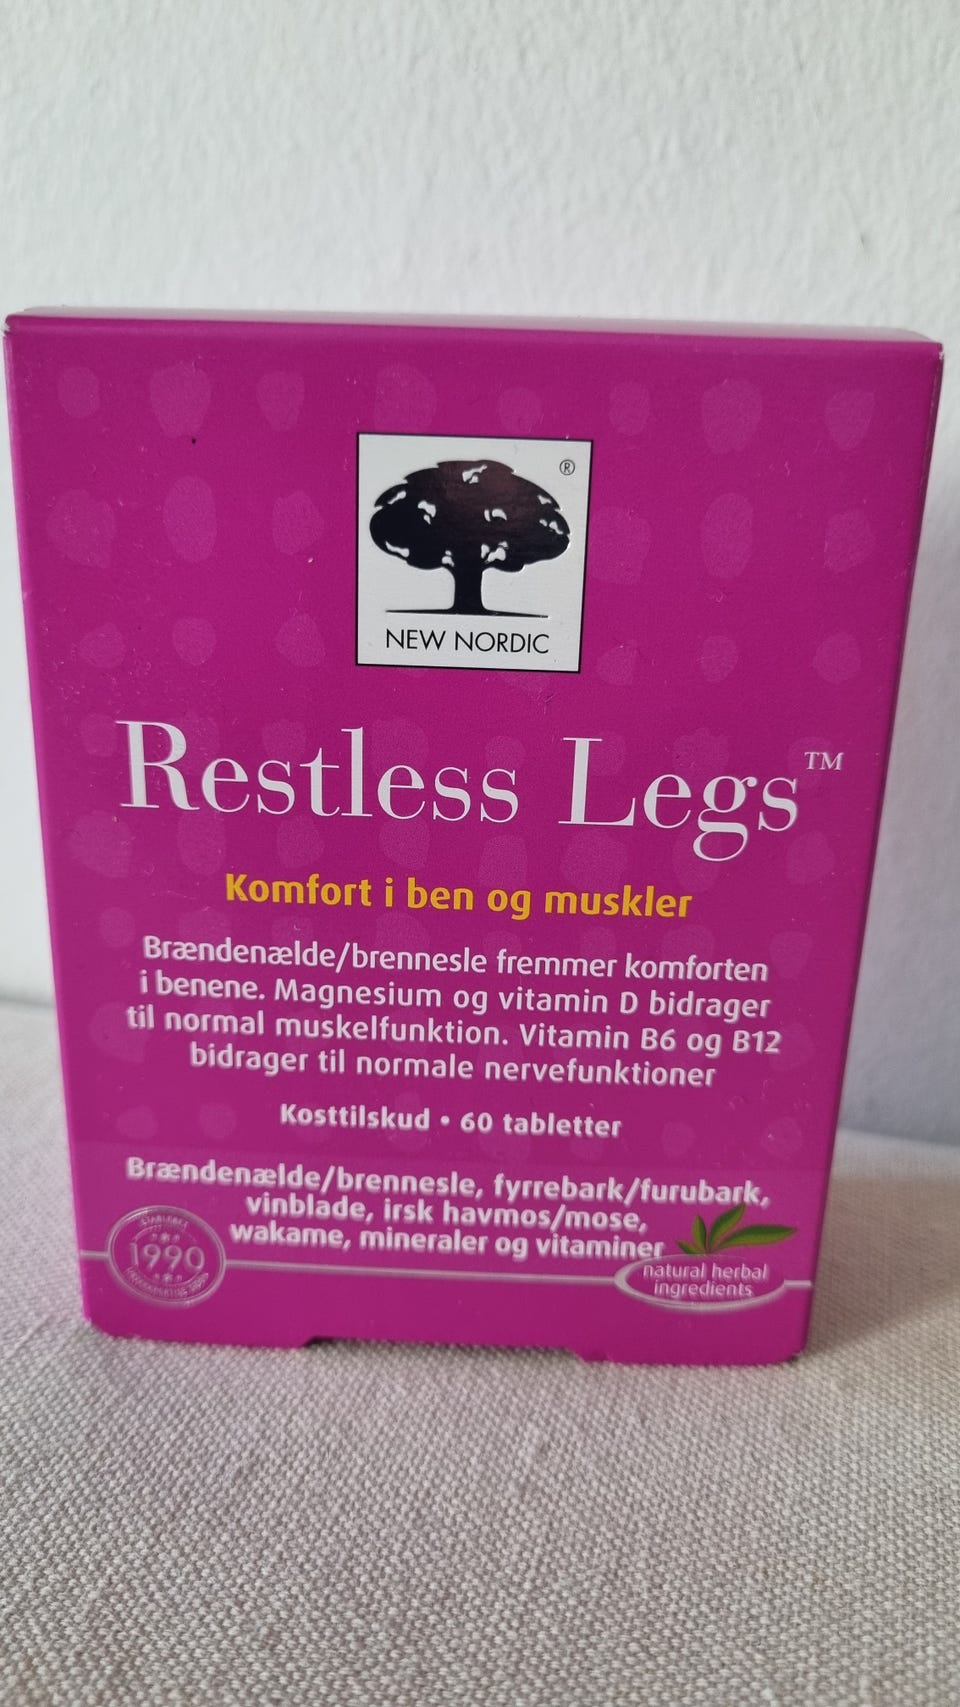 ®
NEW NORDIC
Restless Legs™
Komfort i ben og muskler
Brændenælde/brennesle fremmer komforten
i benene. Magnesium og vitamin D bidrager
til normal muskelfunktion. Vitamin B6 og B12
bidrager til normale nervefunktioner
Kosttilskud • 60 tabletter
Brændenælde/brennesle, fyrrebark/furubark,
vinblade, irsk havmos/mose,
wakame, mineraler og vitaminer
1990
natural herbal
ingredients